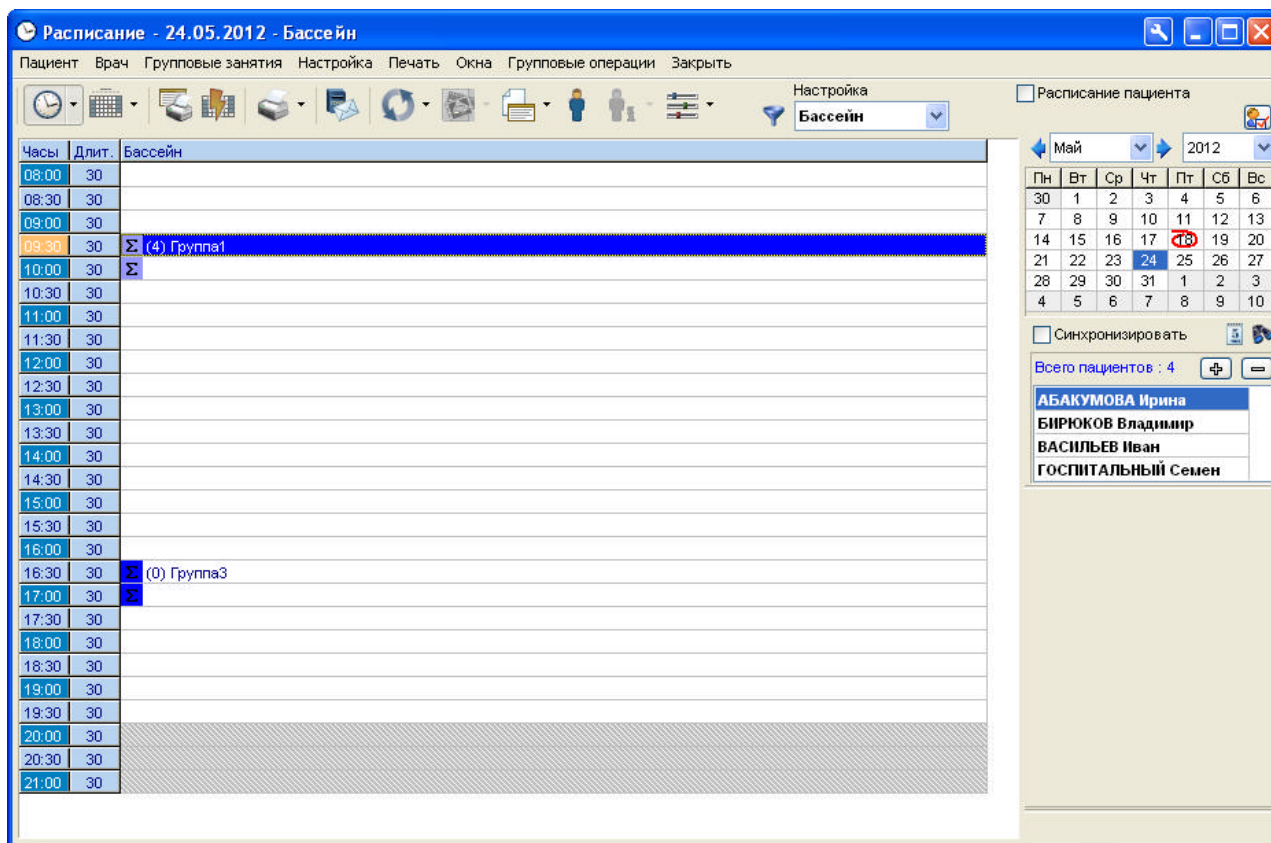 Расписание - 24.05.2012 - Бассейн
Пациент Врач Групповые занятия Настройка Печать Окна Групповые операции Закрыть
Настройка
Бассейн
Расписание пациента
Часы Длит. Бассейн
08:00 30
08:30 30
09:00 30
09:30 30 Σ (4) Группа1
10:00 30 Σ
10:30 30
11:00 30
11:30 30
12:00 30
12:30 30
13:00 30
13:30 30
14:00 30
14:30 30
15:00 30
15:30 30
16:00 30
16:30 30 Σ (0) Группа3
17:00 30 Σ
17:30 30
18:00 30
18:30 30
19:00 30
19:30 30
20:00 30
20:30 30
21:00 30
Май 2012
Пн Вт Ср Чт Пт Сб Вс
30 1 2 3 4 5 6
7 8 9 10 11 12 13
14 15 16 17 18 19 20
21 22 23 24 25 26 27
28 29 30 31 1 2 3
4 5 6 7 8 9 10
Синхронизировать 5
Всего пациентов : 4
АБАКУМОВА Ирина
БИРЮКОВ Владимир
ВАСИЛЬЕВ Иван
ГОСПИТАЛЬНЫЙ Семен